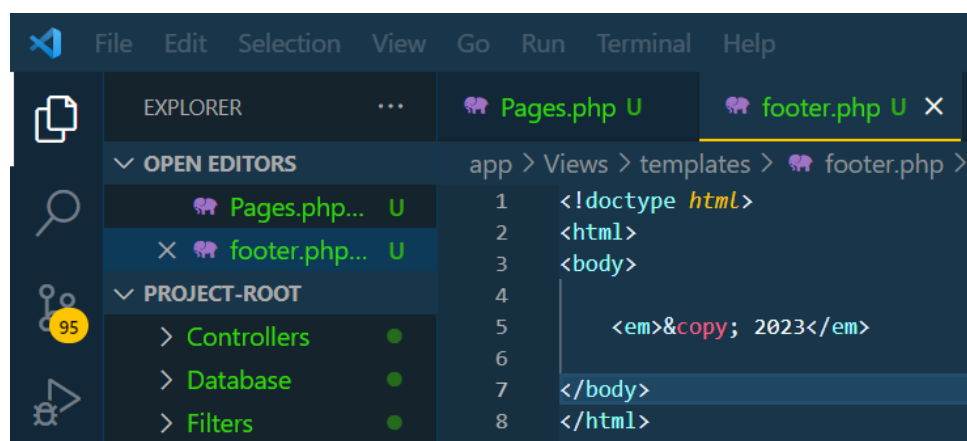 File Edit Selection View Go Run Terminal Help
EXPLORER ···
OPEN EDITORS
Pages.php... U
footer.php... U
PROJECT-ROOT
Controllers
Database
Filters
95
Pages.php U footer.php U
app > Views > templates > footer.php >
1 <!doctype html>
2 <html>
3 <body>
4
5 <em>&copy; 2023</em>
6
7 </body>
8 </html>